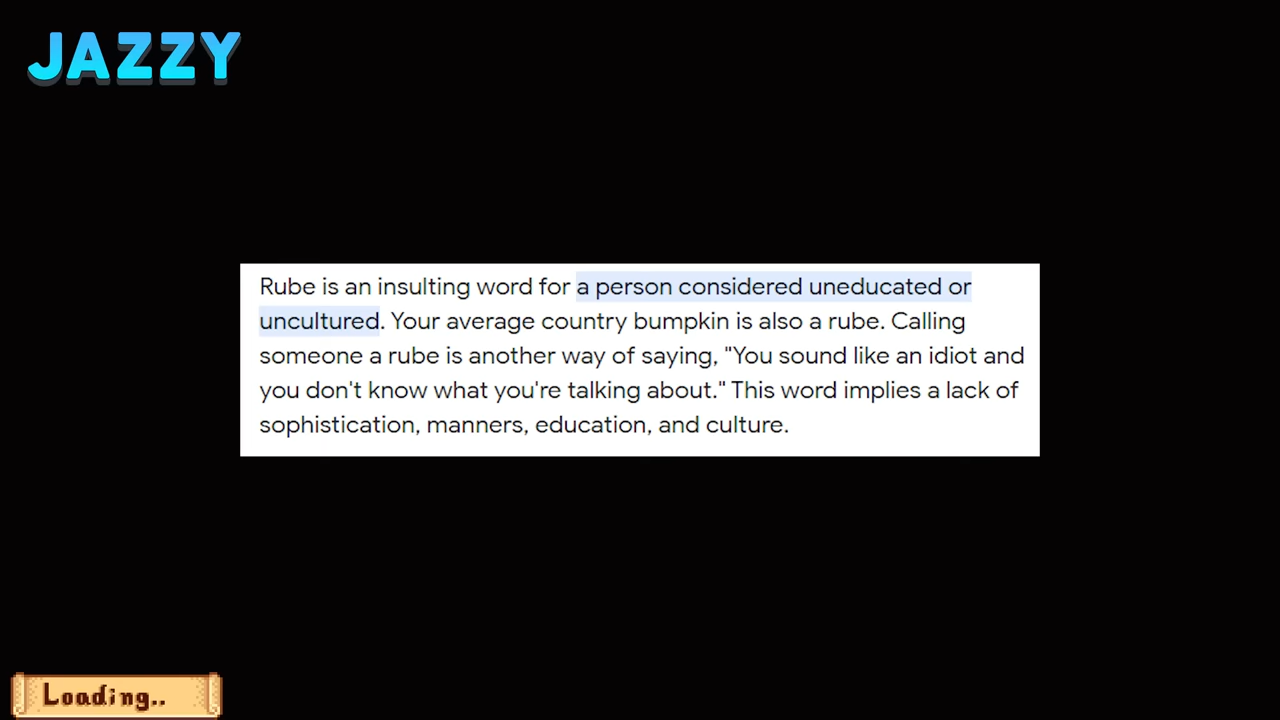 JAZZY
Rube is an insulting word for a person considered uneducated or
uncultured. Your average country bumpkin is also a rube. Calling
someone a rube is another way of saying, "You sound like an idiot and
you don't know what you're talking about." This word implies a lack of
sophistication, manners, education, and culture.
Loading..